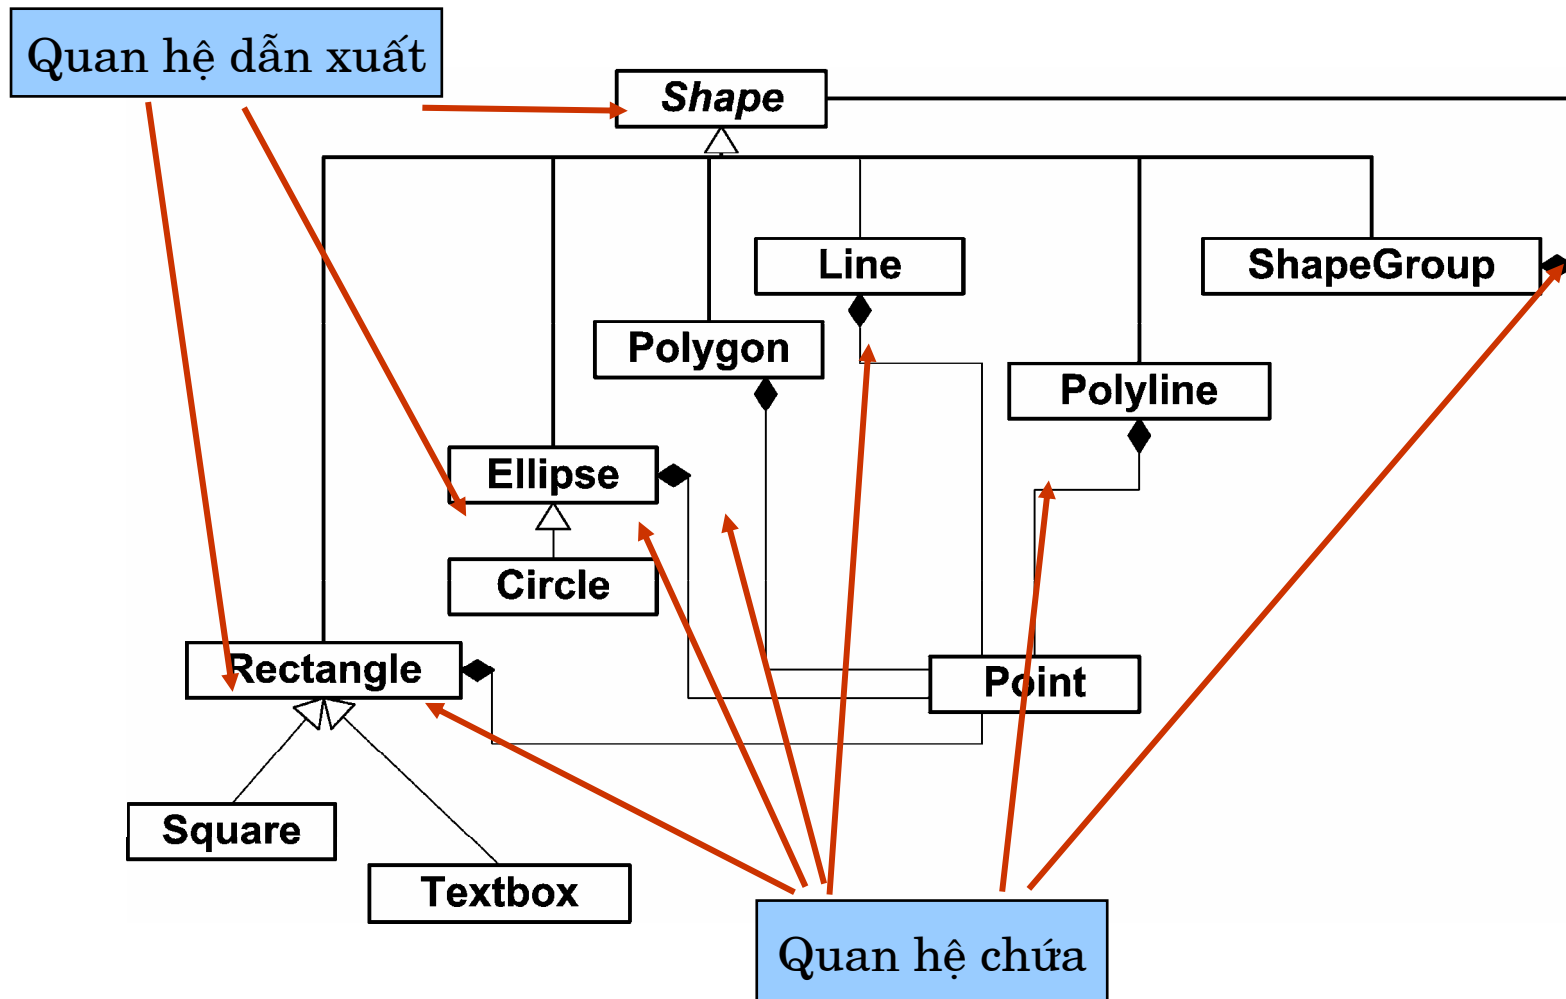 Quan hệ dẫn xuất
Shape
Line
ShapeGroup
Polygon
Polyline
Ellipse
Circle
Rectangle
Point
Square
Textbox
Quan hệ chứa